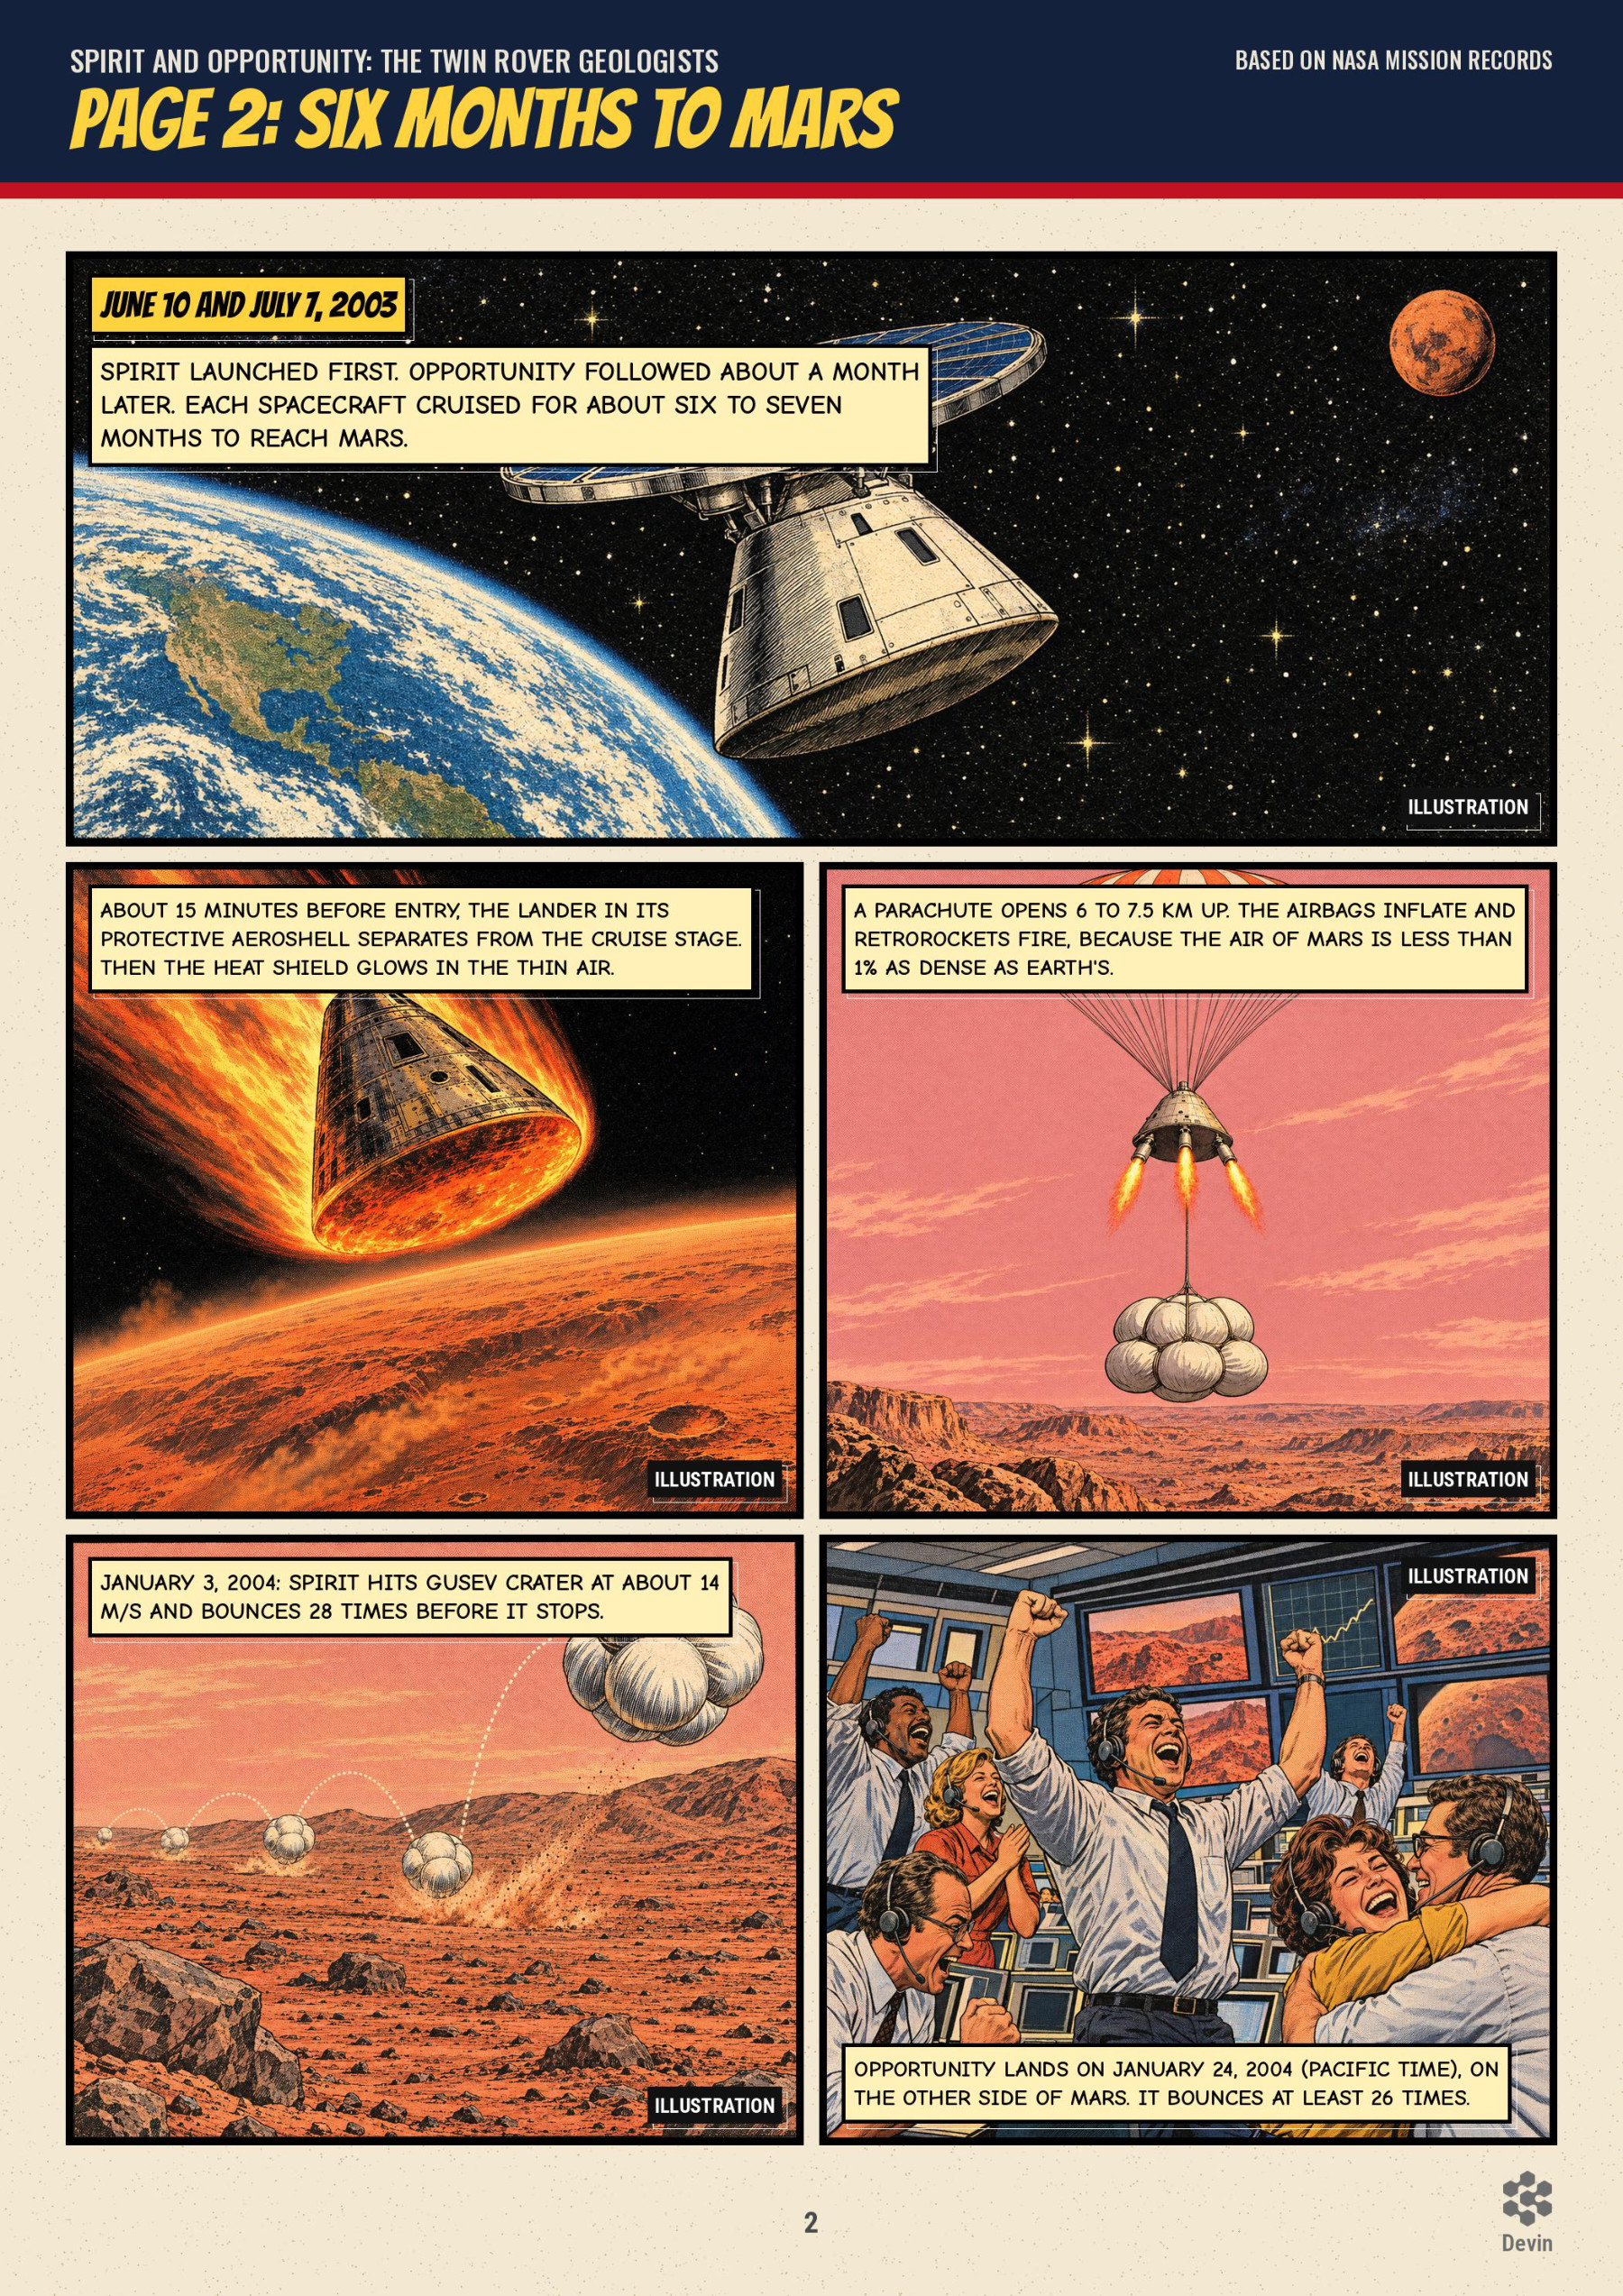 SPIRIT AND OPPORTUNITY: THE TWIN ROVER GEOLOGISTS
BASED ON NASA MISSION RECORDS
PAGE 2: SIX MONTHS TO MARS
JUNE 10 AND JULY 7, 2003
SPIRIT LAUNCHED FIRST. OPPORTUNITY FOLLOWED ABOUT A MONTH
LATER. EACH SPACECRAFT CRUISED FOR ABOUT SIX TO SEVEN
MONTHS TO REACH MARS.
ILLUSTRATION
ABOUT 15 MINUTES BEFORE ENTRY, THE LANDER IN ITS
PROTECTIVE AEROSHELL SEPARATES FROM THE CRUISE STAGE.
THEN THE HEAT SHIELD GLOWS IN THE THIN AIR.
ILLUSTRATION
A PARACHUTE OPENS 6 TO 7.5 KM UP. THE AIRBAGS INFLATE AND
RETROROCKETS FIRE, BECAUSE THE AIR OF MARS IS LESS THAN
1% AS DENSE AS EARTH'S.
ILLUSTRATION
JANUARY 3, 2004: SPIRIT HITS GUSEV CRATER AT ABOUT 14
M/S AND BOUNCES 28 TIMES BEFORE IT STOPS.
ILLUSTRATION
ILLUSTRATION
OPPORTUNITY LANDS ON JANUARY 24, 2004 (PACIFIC TIME), ON
THE OTHER SIDE OF MARS. IT BOUNCES AT LEAST 26 TIMES.
2
Devin